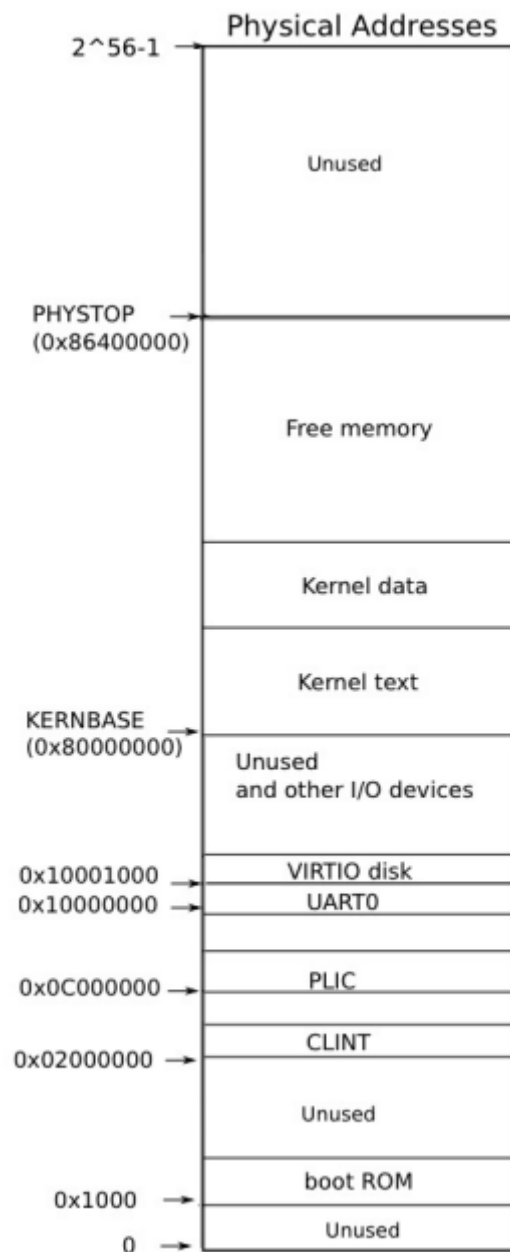 Physical Addresses
2^56-1
Unused
PHYSTOP
(0x86400000)
Free memory
Kernel data
Kernel text
KERNBASE
(0x80000000)
Unused
and other I/O devices
VIRTIO disk
0x10001000
UART0
0x10000000
PLIC
0x0C000000
CLINT
0x02000000
Unused
boot ROM
0x1000
Unused
0